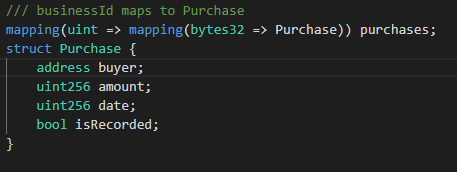 /// businessId maps to Purchase
mapping(uint => mapping(bytes32 => Purchase)) purchases;
struct Purchase {
    address buyer;
    uint256 amount;
    uint256 date;
    bool isRecorded;
}